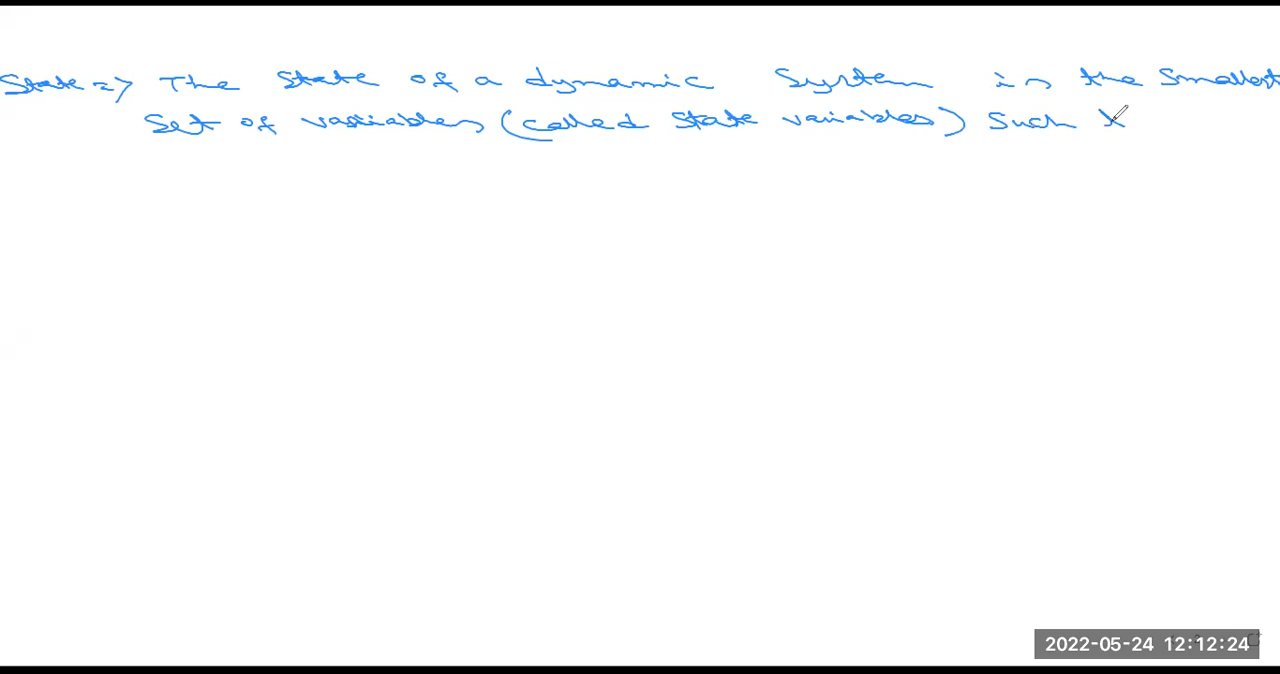 State => The State of a dynamic System is the Smallest
Set of variables (called State variables) Such
2022-05-24 12:12:24